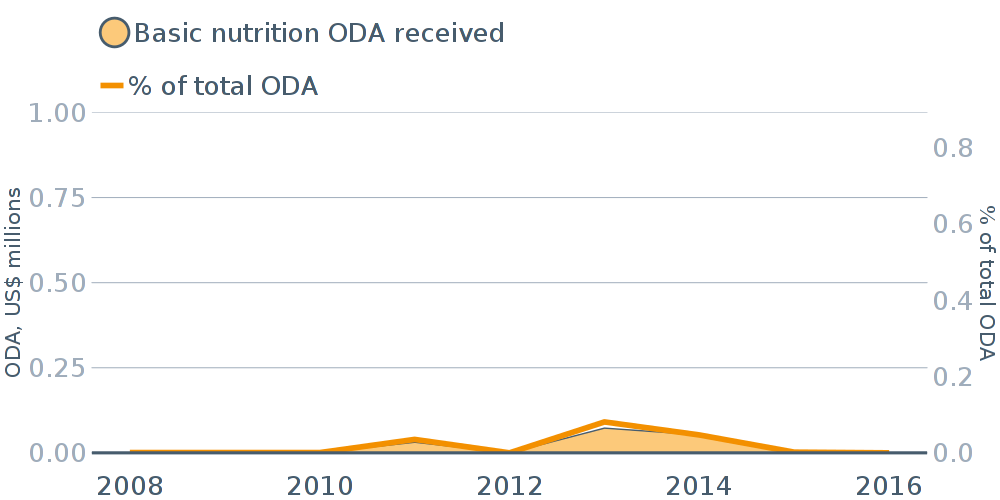 Basic nutrition ODA received
% of total ODA
1.00
0.75
0.50
0.25
0.00
ODA, US$ millions
0.8
0.6
0.4
0.2
0.0
% of total ODA
2008 2010 2012 2014 2016